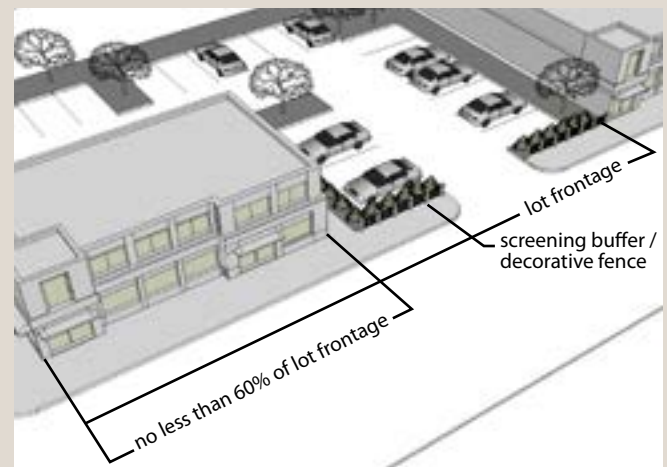 lot frontage
screening buffer /
decorative fence
no less than 60% of lot frontage